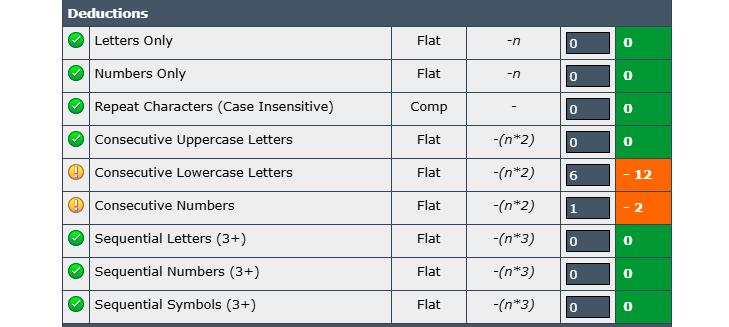 Deductions
Letters Only Flat -n 0 0
Numbers Only Flat -n 0 0
Repeat Characters (Case Insensitive) Comp - 0 0
Consecutive Uppercase Letters Flat -(n*2) 0 0
Consecutive Lowercase Letters Flat -(n*2) 6 - 12
Consecutive Numbers Flat -(n*2) 1 - 2
Sequential Letters (3+) Flat -(n*3) 0 0
Sequential Numbers (3+) Flat -(n*3) 0 0
Sequential Symbols (3+) Flat -(n*3) 0 0